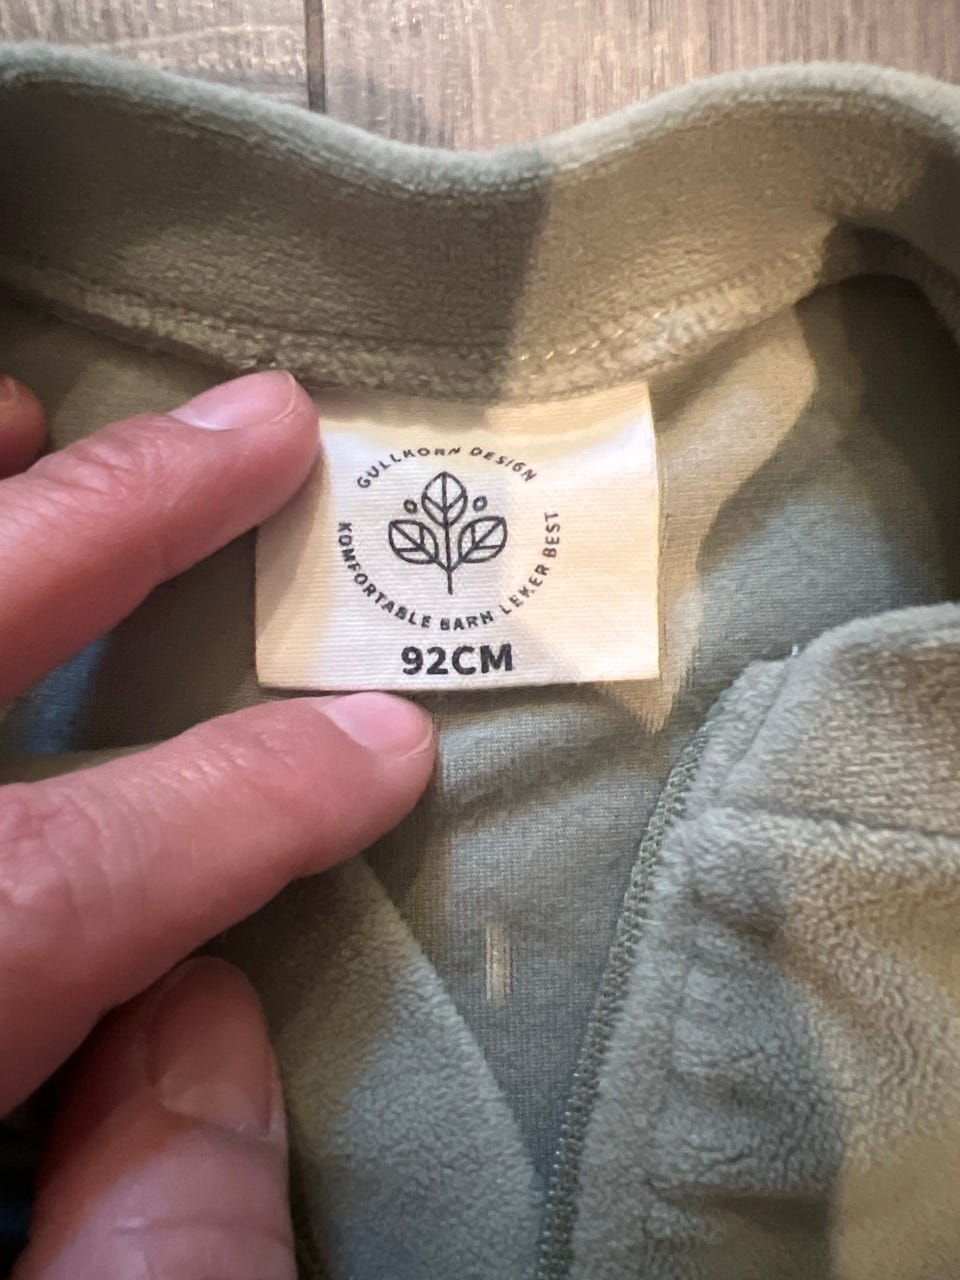 GULLKORN DESIGN
KOMFORTABLE BARN LEKER BEST
92CM